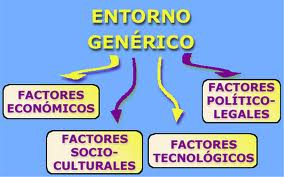 ENTORNO
GENÉRICO
FACTORES
ECONÓMICOS
FACTORES
SOCIO-
CULTURALES
FACTORES
TECNOLÓGICOS
FACTORES
POLÍTICO-
LEGALES